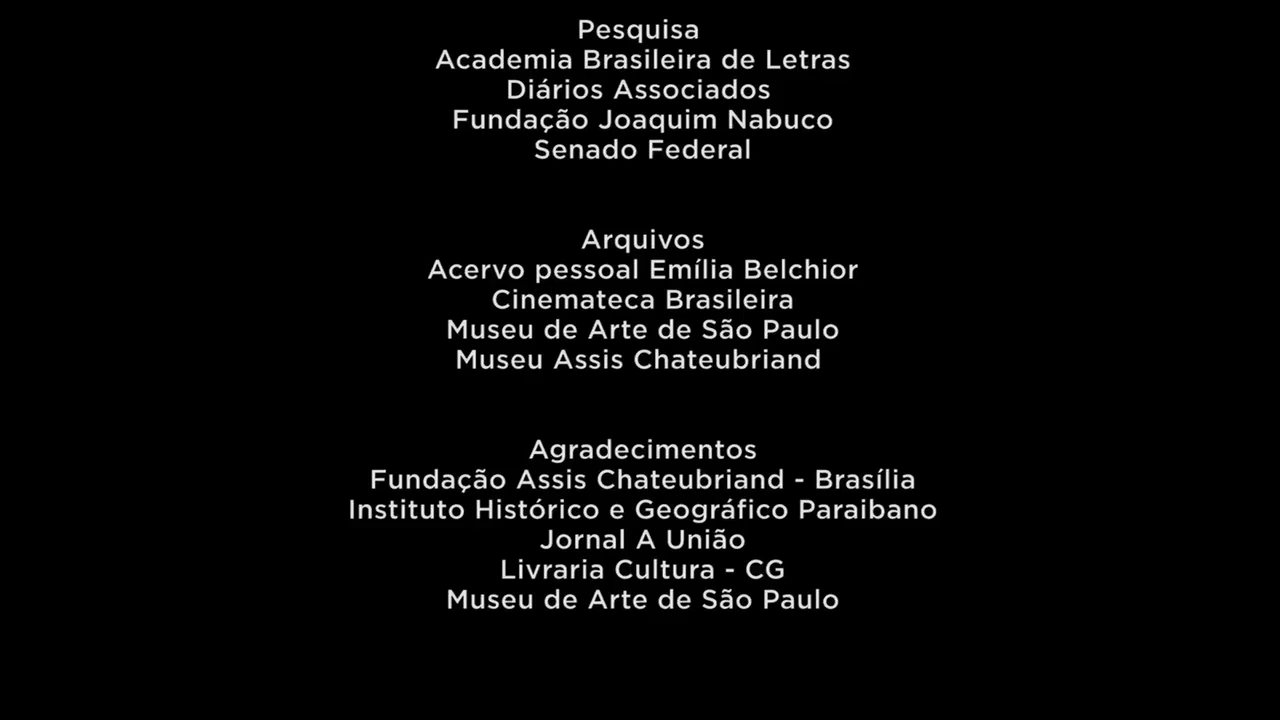 Pesquisa
Academia Brasileira de Letras
Diários Associados
Fundação Joaquim Nabuco
Senado Federal
Arquivos
Acervo pessoal Emília Belchior
Cinemateca Brasileira
Museu de Arte de São Paulo
Museu Assis Chateubriand
Agradecimentos
Fundação Assis Chateubriand - Brasília
Instituto Histórico e Geográfico Paraibano
Jornal A União
Livraria Cultura - CG
Museu de Arte de São Paulo